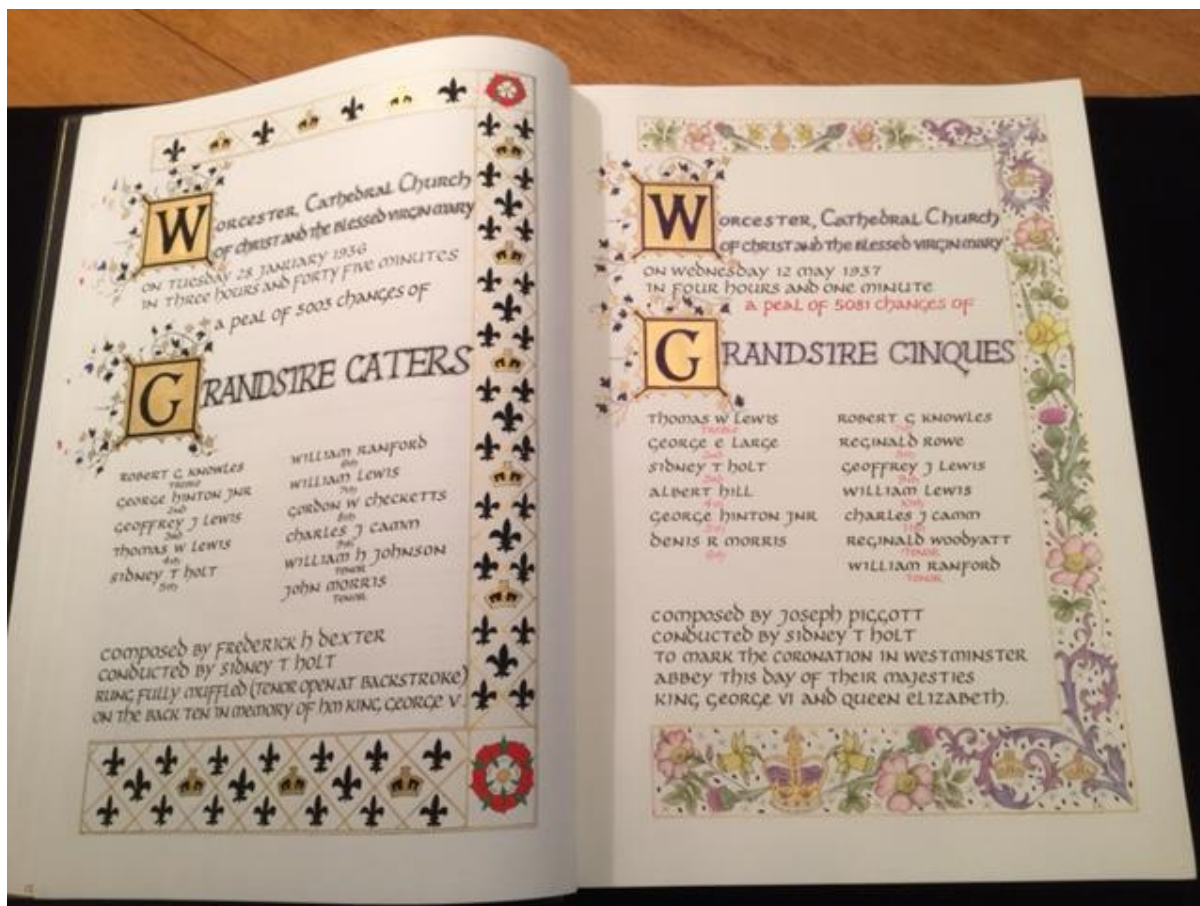 WORCESTER, CATHEDRAL CHURCH
OF CHRIST AND THE BLESSED VIRGIN MARY
ON TUESDAY 28 JANUARY 1936
IN THREE HOURS AND FORTY FIVE MINUTES
A PEAL OF 5003 CHANGES OF
GRANDSIRE CATERS
ROBERT G KNOWLES
TREBLE
GEORGE HINTON JNR
2nd
GEOFFREY J LEWIS
3rd
THOMAS W LEWIS
4th
SIDNEY T HOLT
5th
WILLIAM RANFORD
6th
WILLIAM LEWIS
7th
GORDON W CHECKETTS
8th
CHARLES J CAMM
9th
WILLIAM H JOHNSON
TENOR
JOHN MORRIS
TENOR
COMPOSED BY FREDERICK H DEXTER
CONDUCTED BY SIDNEY T HOLT
RUNG FULLY MUFFLED (TENOR OPEN AT BACKSTROKE)
ON THE BACK TEN IN MEMORY OF HM KING GEORGE V.
WORCESTER, CATHEDRAL CHURCH
OF CHRIST AND THE BLESSED VIRGIN MARY
ON WEDNESDAY 12 MAY 1937
IN FOUR HOURS AND ONE MINUTE
A PEAL OF 5081 CHANGES OF
GRANDSIRE CINQUES
THOMAS W LEWIS
TREBLE
GEORGE E LARGE
2nd
SIDNEY T HOLT
3rd
ALBERT HILL
4th
GEORGE HINTON JNR
5th
DENIS R MORRIS
6th
ROBERT G KNOWLES
7th
REGINALD ROWE
8th
GEOFFREY J LEWIS
9th
WILLIAM LEWIS
10th
CHARLES J CAMM
11th
REGINALD WOODYATT
TENOR
WILLIAM RANFORD
TENOR
COMPOSED BY JOSEPH PIGGOTT
CONDUCTED BY SIDNEY T HOLT
TO MARK THE CORONATION IN WESTMINSTER
ABBEY THIS DAY OF THEIR MAJESTIES
KING GEORGE VI AND QUEEN ELIZABETH.